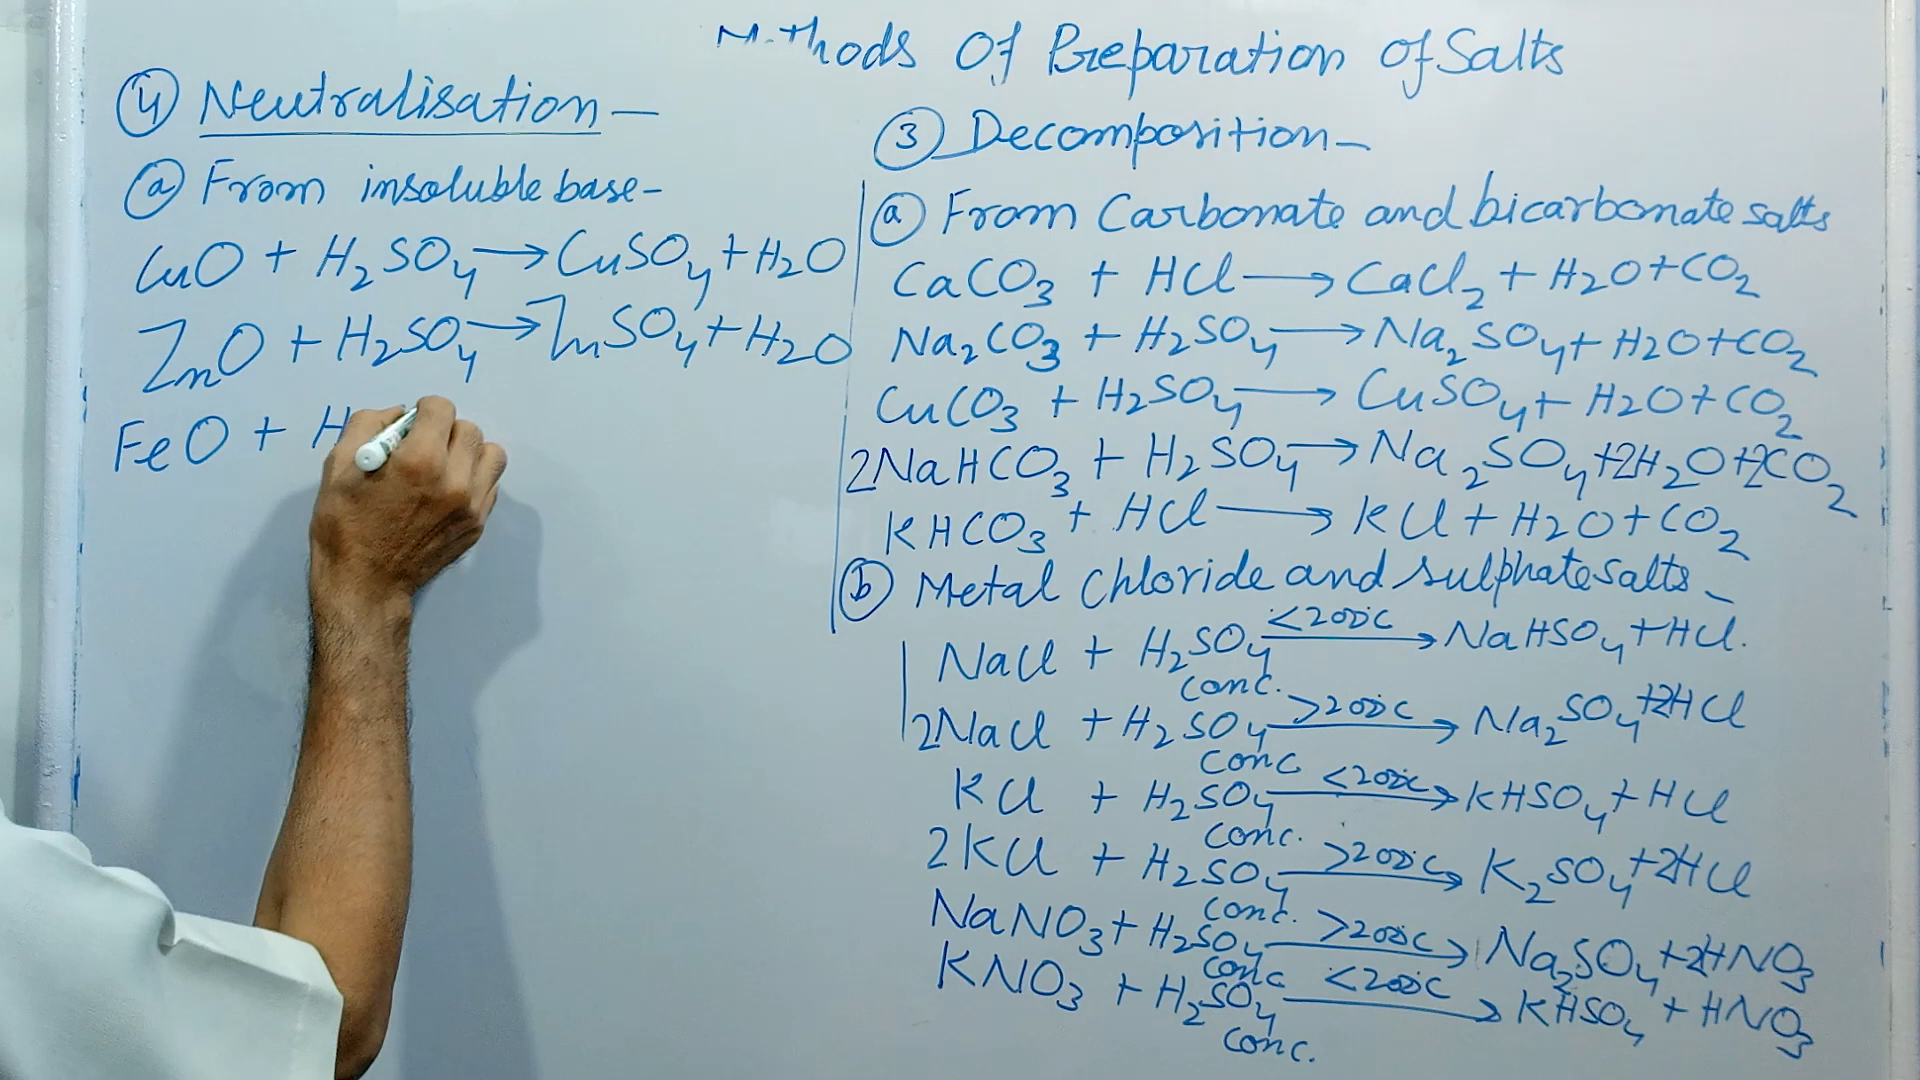 Methods Of Preparation of Salts
④ Neutralisation –
ⓐ From insoluble base –
CuO + H₂SO₄ → CuSO₄ + H₂O
ZnO + H₂SO₄ → ZnSO₄ + H₂O
FeO + H
③ Decomposition –
ⓐ From Carbonate and bicarbonate salts
CaCO₃ + HCl → CaCl₂ + H₂O + CO₂
Na₂CO₃ + H₂SO₄ → Na₂SO₄ + H₂O + CO₂
CuCO₃ + H₂SO₄ → CuSO₄ + H₂O + CO₂
2NaHCO₃ + H₂SO₄ → Na₂SO₄ + 2H₂O + 2CO₂
KHCO₃ + HCl → KCl + H₂O + CO₂
ⓑ Metal chloride and sulphate salts –
NaCl + H₂SO₄ <200°C → NaHSO₄ + HCl.
conc.
2NaCl + H₂SO₄ >200°C → Na₂SO₄ + 2HCl
conc
KCl + H₂SO₄ <200°C → KHSO₄ + HCl
conc.
2KCl + H₂SO₄ >200°C → K₂SO₄ + 2HCl
conc.
NaNO₃ + H₂SO₄ >200°C → Na₂SO₄ + 2HNO₃
conc
KNO₃ + H₂SO₄ <200°C → KHSO₄ + HNO₃
conc.